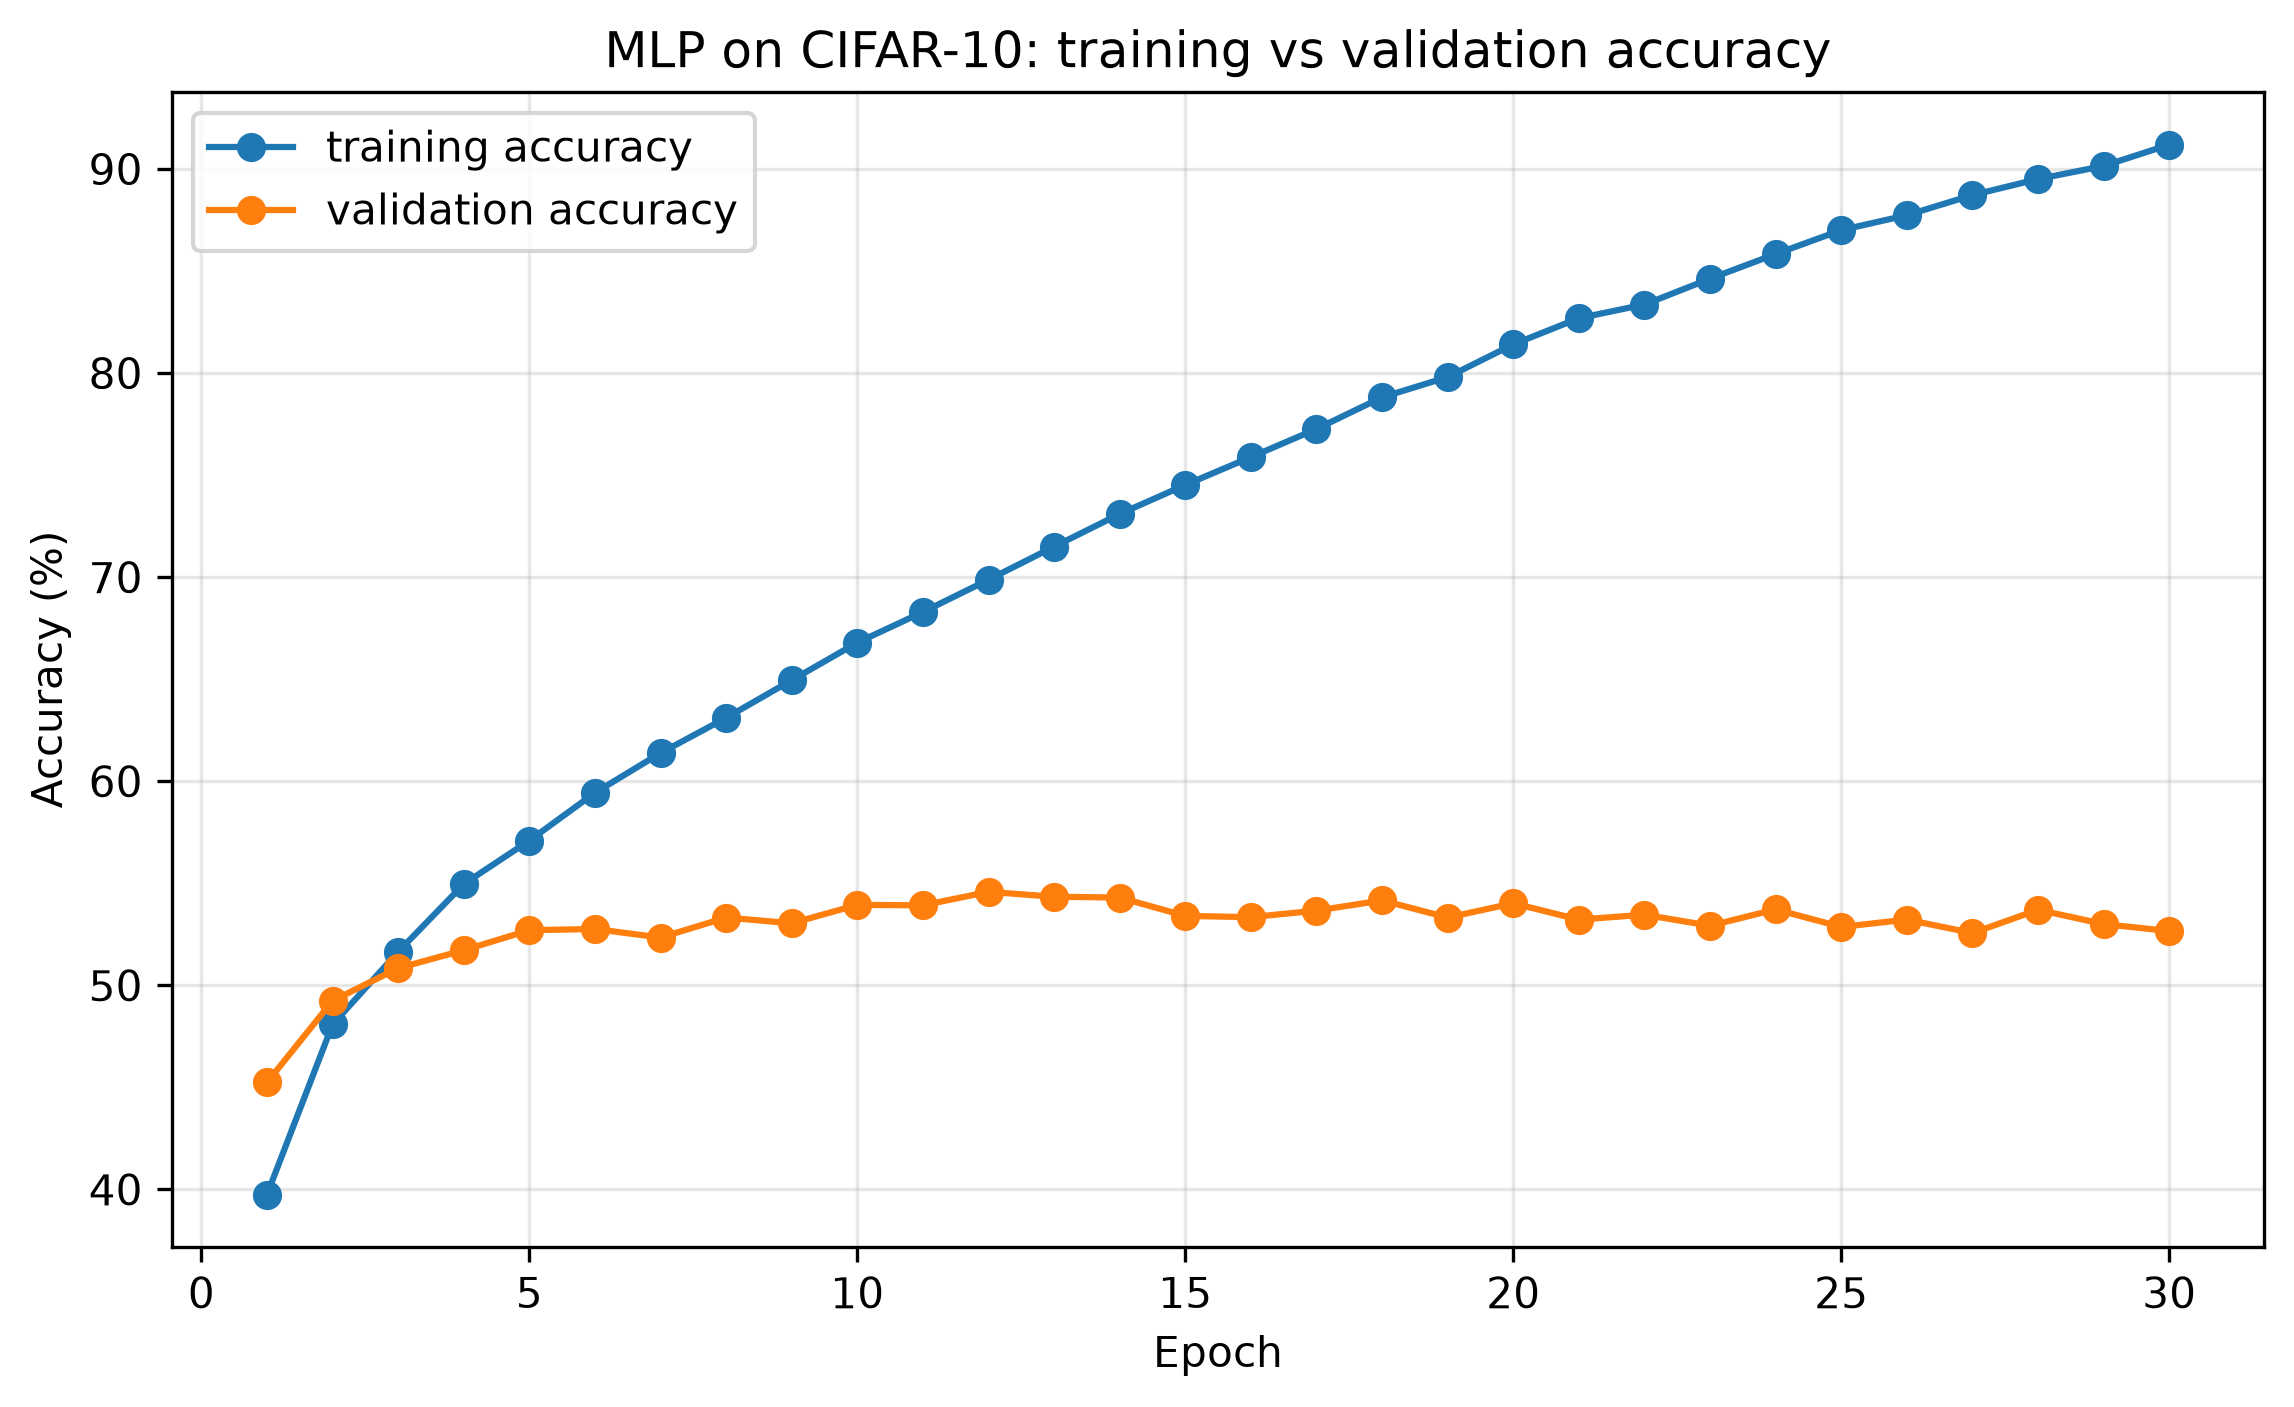 MLP on CIFAR-10: training vs validation accuracy
training accuracy
validation accuracy
Accuracy (%)
90
80
70
60
50
40
0 5 10 15 20 25 30
Epoch